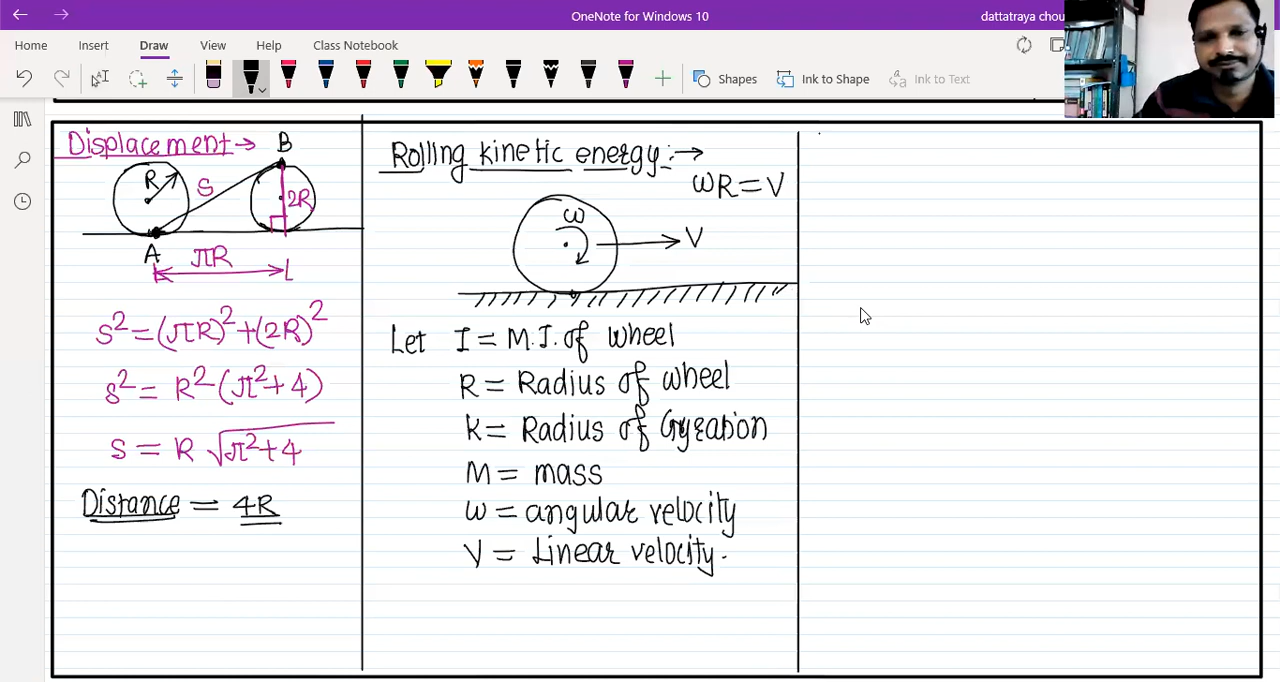 OneNote for Windows 10
dattatraya chou
Home Insert Draw View Help Class Notebook
Shapes Ink to Shape Ink to Text
Displacement →
B
R
S
2R
A
πR
S² = (πR)² + (2R)²
S² = R² (π² + 4)
S = R √π² + 4
Distance = 4R
Rolling kinetic energy :→
ωR = V
ω
V
Let I = M.I. of wheel
R = Radius of wheel
K = Radius of Gyration
M = mass
ω = angular velocity
V = Linear velocity.